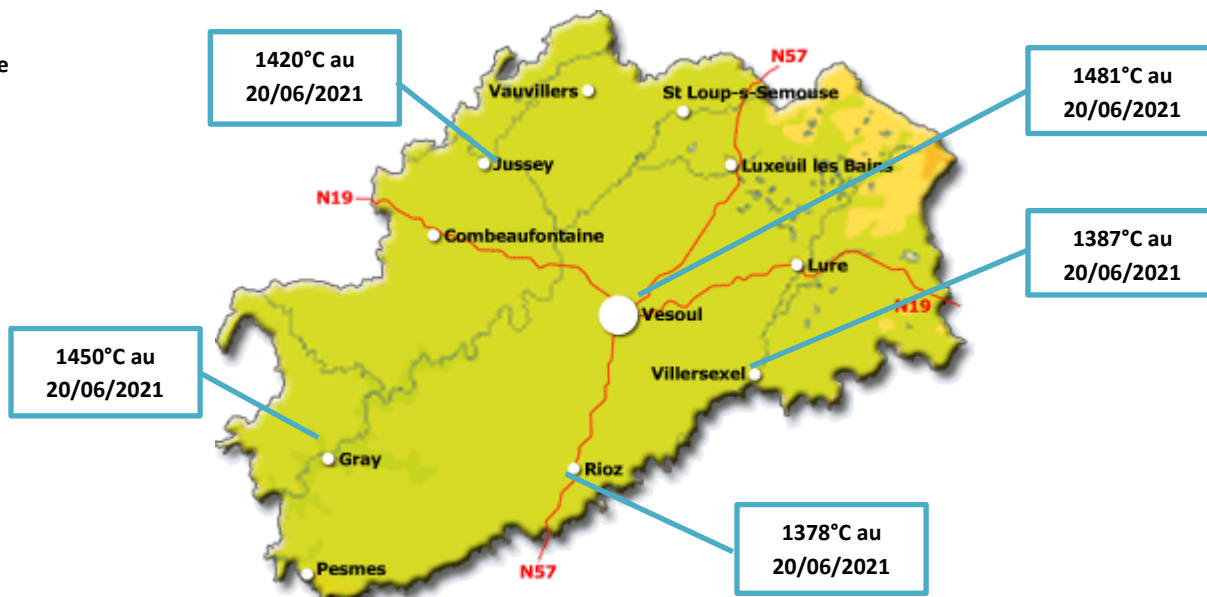 e
1420°C au
20/06/2021
N57
1481°C au
20/06/2021
Vauvillers
St Loup-s-Semouse
Jussey
Luxeuil les Bains
N19
Combeaufontaine
1387°C au
20/06/2021
Lure
N19
Vesoul
1450°C au
20/06/2021
Villersexel
Gray
Rioz
1378°C au
20/06/2021
Pesmes
N57